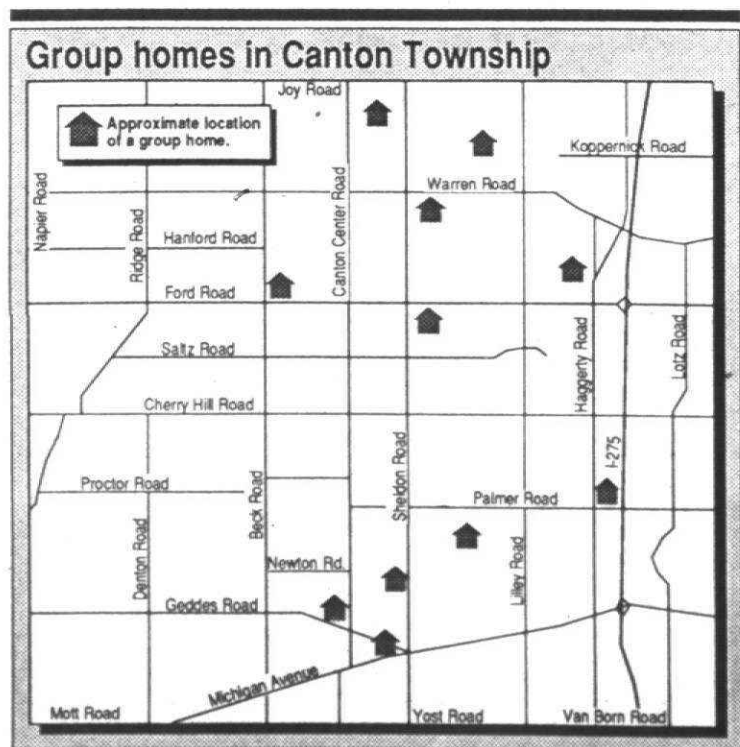 Group homes in Canton Township
Joy Road
Approximate location
of a group home.
Koppernick Road
Warren Road
Napier Road
Ridge Road
Canton Center Road
Hanford Road
Ford Road
Haggerty Road
Lotz Road
Saltz Road
Cherry Hill Road
I-275
Sheldon Road
Proctor Road
Beck Road
Palmer Road
Denton Road
Newton Rd.
Lilley Road
Geddes Road
Michigan Avenue
Mott Road
Yost Road
Van Born Road